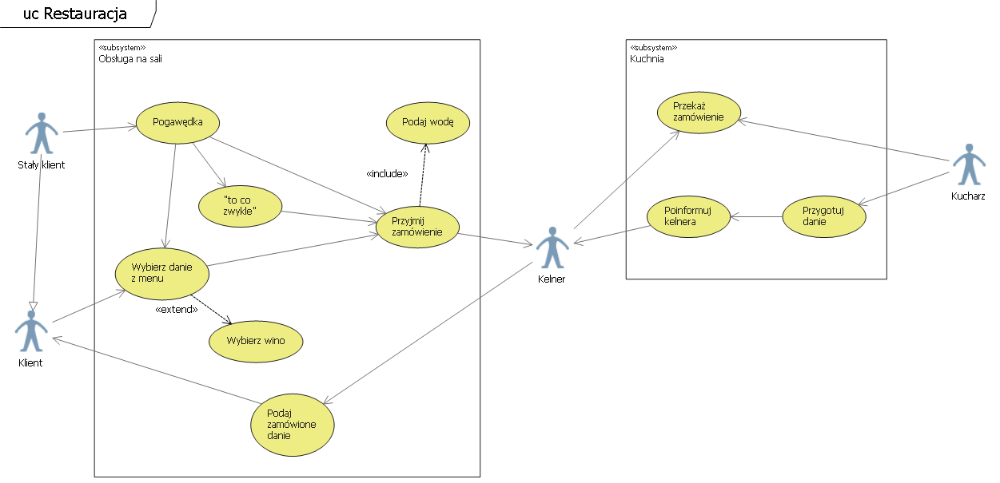 uc Restauracja
«subsystem»
Obsługa na sali
Pogawędka
Podaj wodę
Stały klient
«include»
"to co
zwykle"
Przyjmij
zamówienie
Wybierz danie
z menu
«extend»
Wybierz wino
Klient
Podaj
zamówione
danie
Kelner
«subsystem»
Kuchnia
Przekaż
zamówienie
Poinformuj
kelnera
Przygotuj
danie
Kucharz